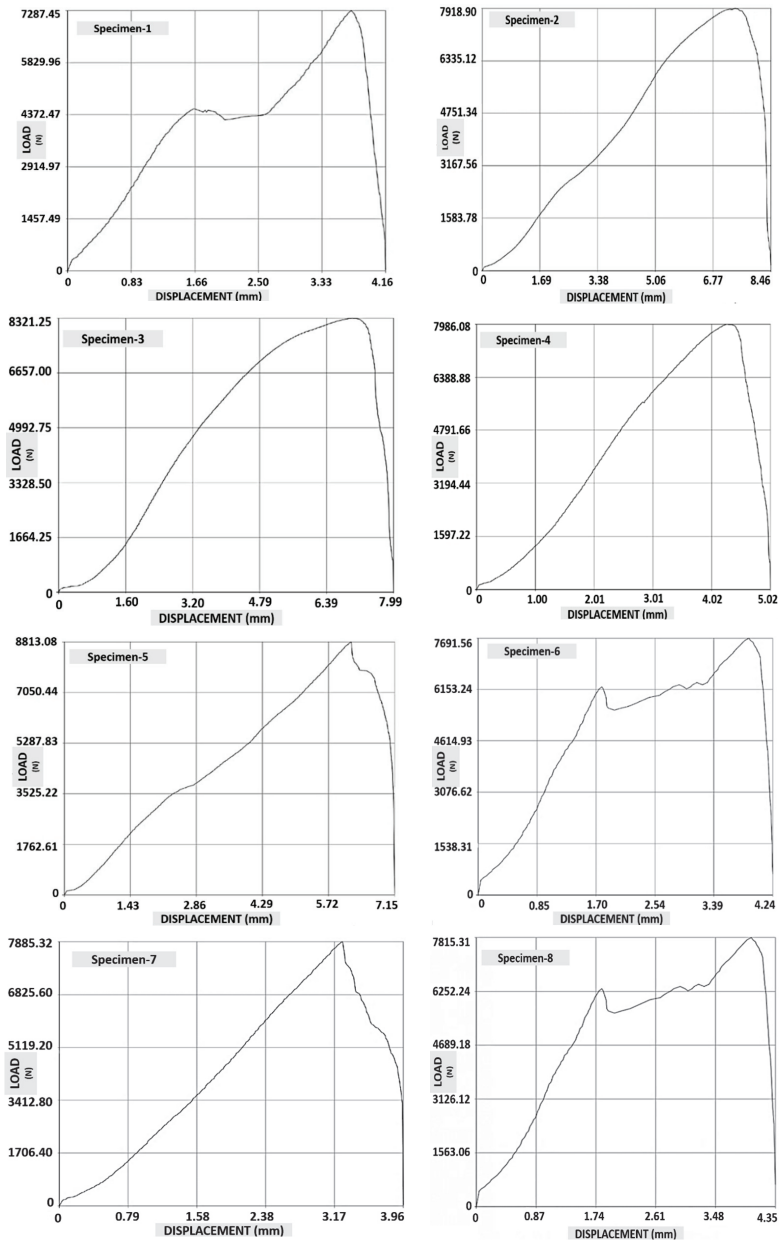 Specimen-1
7287.45
5829.96
4372.47
2914.97
1457.49
0
LOAD
(N)
0 0.83 1.66 2.50 3.33 4.16
DISPLACEMENT (mm)
Specimen-2
7918.90
6335.12
4751.34
3167.56
1583.78
0
LOAD
(N)
0 1.69 3.38 5.06 6.77 8.46
DISPLACEMENT (mm)
Specimen-3
8321.25
6657.00
4992.75
3328.50
1664.25
0
LOAD
(N)
0 1.60 3.20 4.79 6.39 7.99
DISPLACEMENT (mm)
Specimen-4
7986.08
6388.88
4791.66
3194.44
1597.22
0
LOAD
(N)
0 1.00 2.01 3.01 4.02 5.02
DISPLACEMENT (mm)
Specimen-5
8813.08
7050.44
5287.83
3525.22
1762.61
0
LOAD
(N)
0 1.43 2.86 4.29 5.72 7.15
DISPLACEMENT (mm)
Specimen-6
7691.56
6153.24
4614.93
3076.62
1538.31
0
LOAD
(N)
0 0.85 1.70 2.54 3.39 4.24
DISPLACEMENT (mm)
Specimen-7
7885.32
6825.60
5119.20
3412.80
1706.40
0
LOAD
(N)
0 0.79 1.58 2.38 3.17 3.96
DISPLACEMENT (mm)
Specimen-8
7815.31
6252.24
4689.18
3126.12
1563.06
0
LOAD
(N)
0 0.87 1.74 2.61 3.48 4.35
DISPLACEMENT (mm)